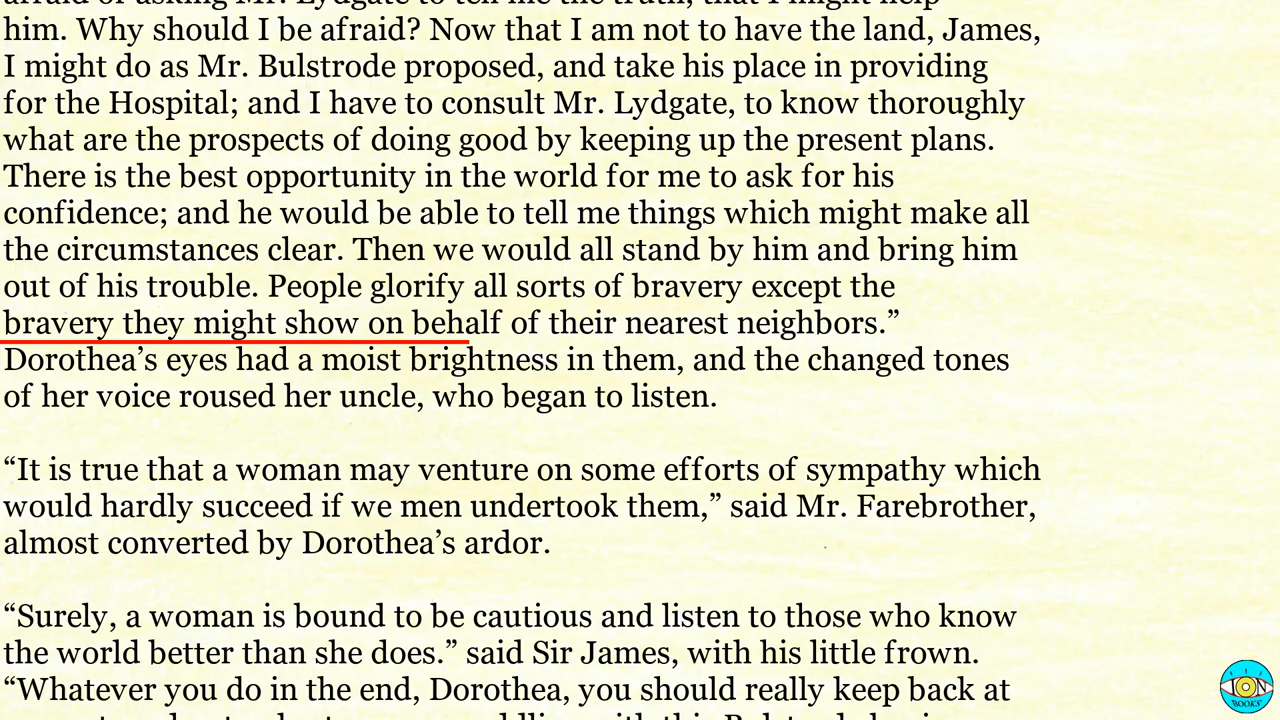 him. Why should I be afraid? Now that I am not to have the land, James,
I might do as Mr. Bulstrode proposed, and take his place in providing
for the Hospital; and I have to consult Mr. Lydgate, to know thoroughly
what are the prospects of doing good by keeping up the present plans.
There is the best opportunity in the world for me to ask for his
confidence; and he would be able to tell me things which might make all
the circumstances clear. Then we would all stand by him and bring him
out of his trouble. People glorify all sorts of bravery except the
bravery they might show on behalf of their nearest neighbors.”
Dorothea’s eyes had a moist brightness in them, and the changed tones
of her voice roused her uncle, who began to listen.
“It is true that a woman may venture on some efforts of sympathy which
would hardly succeed if we men undertook them,” said Mr. Farebrother,
almost converted by Dorothea’s ardor.
“Surely, a woman is bound to be cautious and listen to those who know
the world better than she does.” said Sir James, with his little frown.
“Whatever you do in the end, Dorothea, you should really keep back at
ION
BOOKS